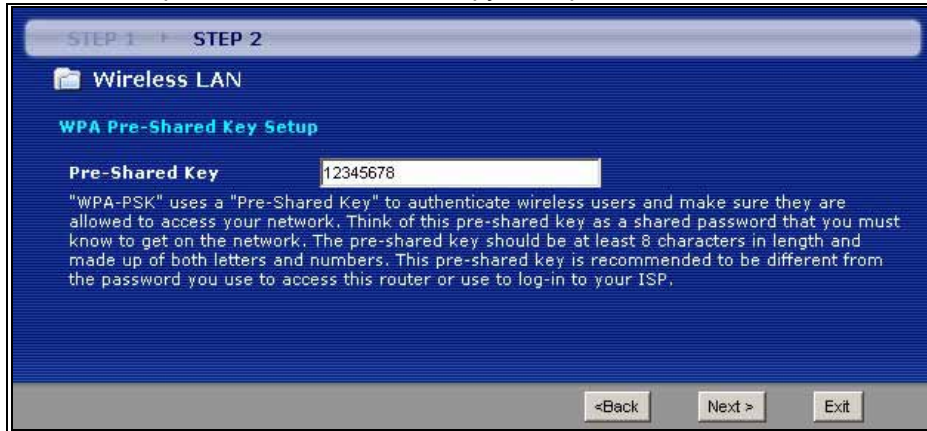 STEP 1 STEP 2
Wireless LAN
WPA Pre-Shared Key Setup
Pre-Shared Key 12345678
"WPA-PSK" uses a "Pre-Shared Key" to authenticate wireless users and make sure they are
allowed to access your network. Think of this pre-shared key as a shared password that you must
know to get on the network. The pre-shared key should be at least 8 characters in length and
made up of both letters and numbers. This pre-shared key is recommended to be different from
the password you use to access this router or use to log-in to your ISP.
<Back Next > Exit